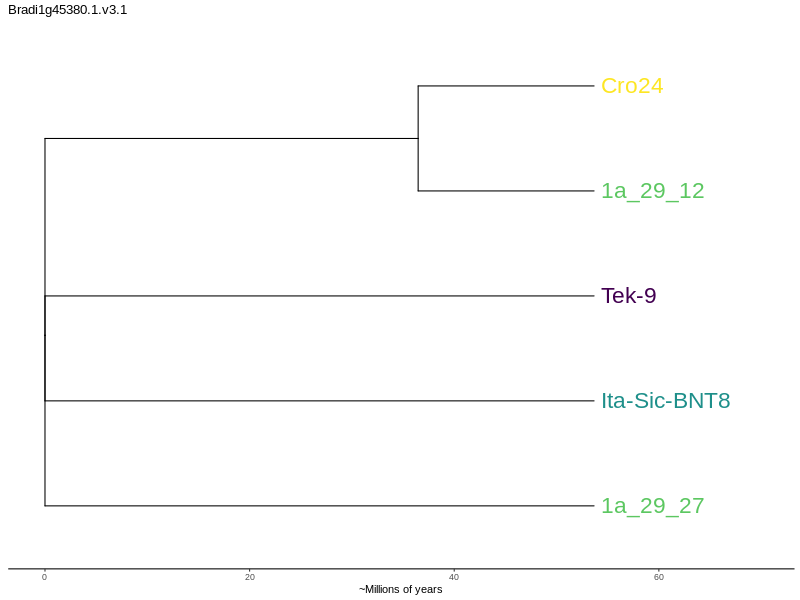 Bradi1g45380.1.v3.1
Cro24
1a_29_12
Tek-9
Ita-Sic-BNT8
1a_29_27
0 20 40 60
~Millions of years